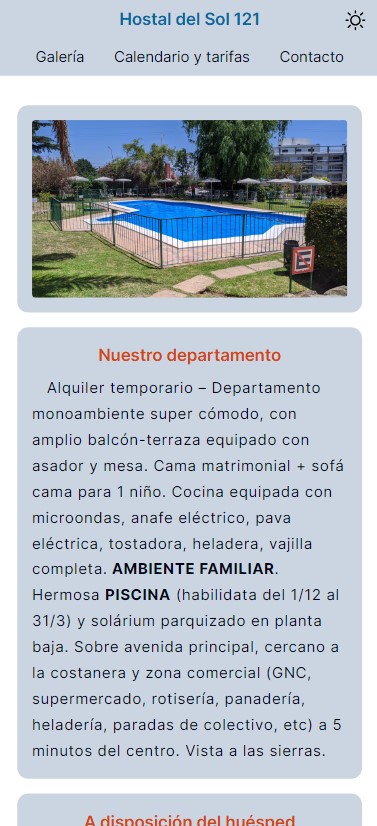 Hostal del Sol 121
Galería Calendario y tarifas Contacto
Nuestro departamento
Alquiler temporario – Departamento
monoambiente super cómodo, con
amplio balcón-terraza equipado con
asador y mesa. Cama matrimonial + sofá
cama para 1 niño. Cocina equipada con
microondas, anafe eléctrico, pava
eléctrica, tostadora, heladera, vajilla
completa. AMBIENTE FAMILIAR.
Hermosa PISCINA (habilidata del 1/12 al
31/3) y solárium parquizado en planta
baja. Sobre avenida principal, cercano a
la costanera y zona comercial (GNC,
supermercado, rotisería, panadería,
heladería, paradas de colectivo, etc) a 5
minutos del centro. Vista a las sierras.
A disposición del huésped